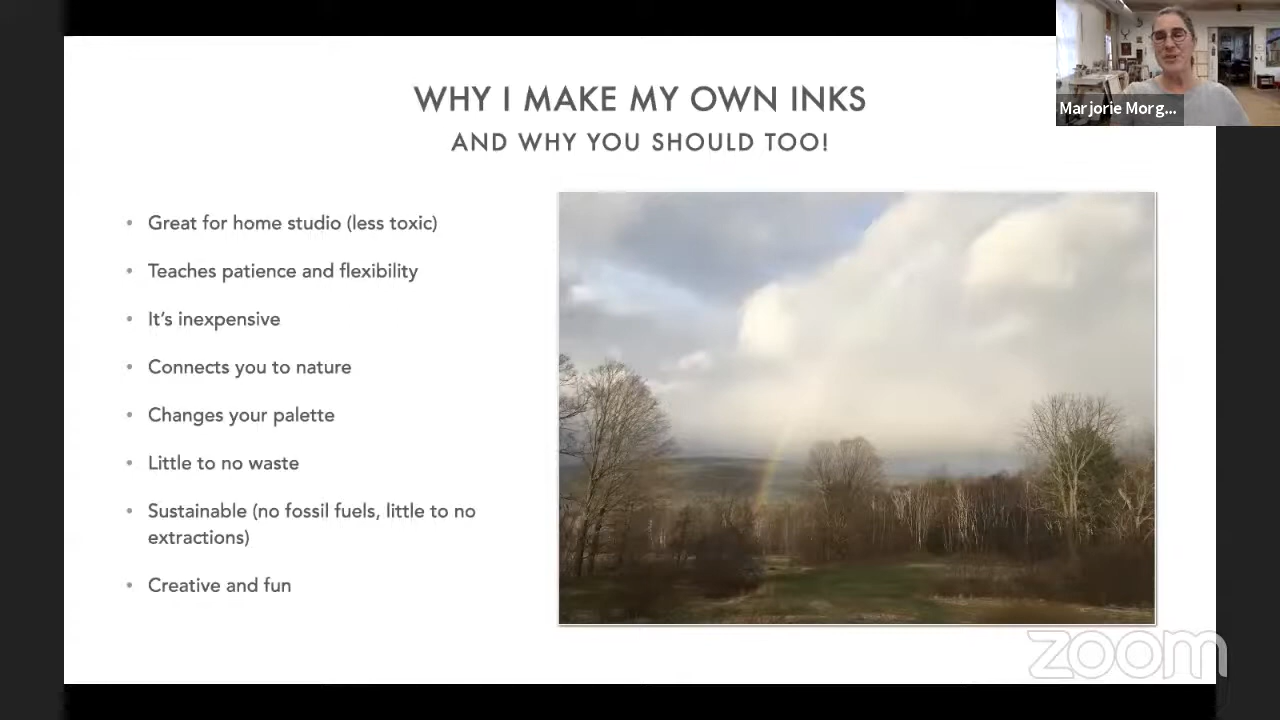 WHY I MAKE MY OWN INKS
AND WHY YOU SHOULD TOO!
Marjorie Morg...
• Great for home studio (less toxic)
• Teaches patience and flexibility
• It's inexpensive
• Connects you to nature
• Changes your palette
• Little to no waste
• Sustainable (no fossil fuels, little to no
extractions)
• Creative and fun
zoom